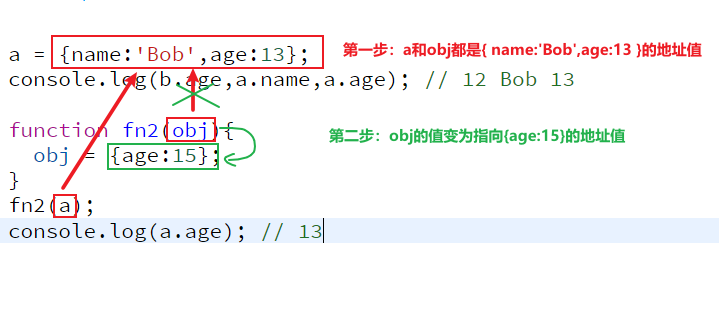 a = {name:'Bob',age:13};
第一步：a和obj都是{ name:'Bob',age:13 }的地址值
console.log(b.age,a.name,a.age); // 12 Bob 13
function fn2(obj){
第二步：obj的值变为指向{age:15}的地址值
obj = {age:15};
}
fn2(a);
console.log(a.age); // 13